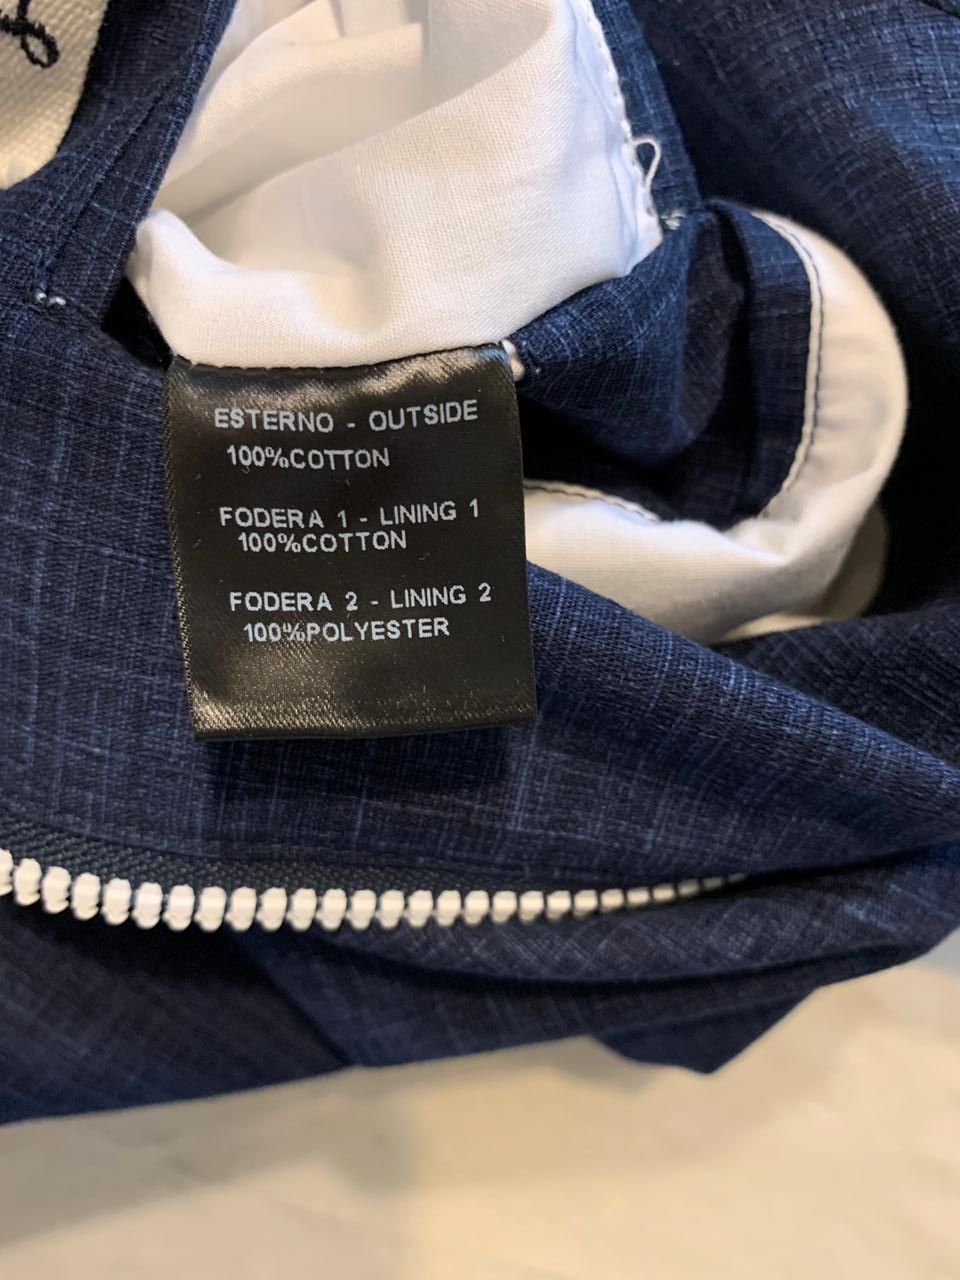 ESTERNO - OUTSIDE
100%COTTON
FODERA 1 - LINING 1
100%COTTON
FODERA 2 - LINING 2
100%POLYESTER